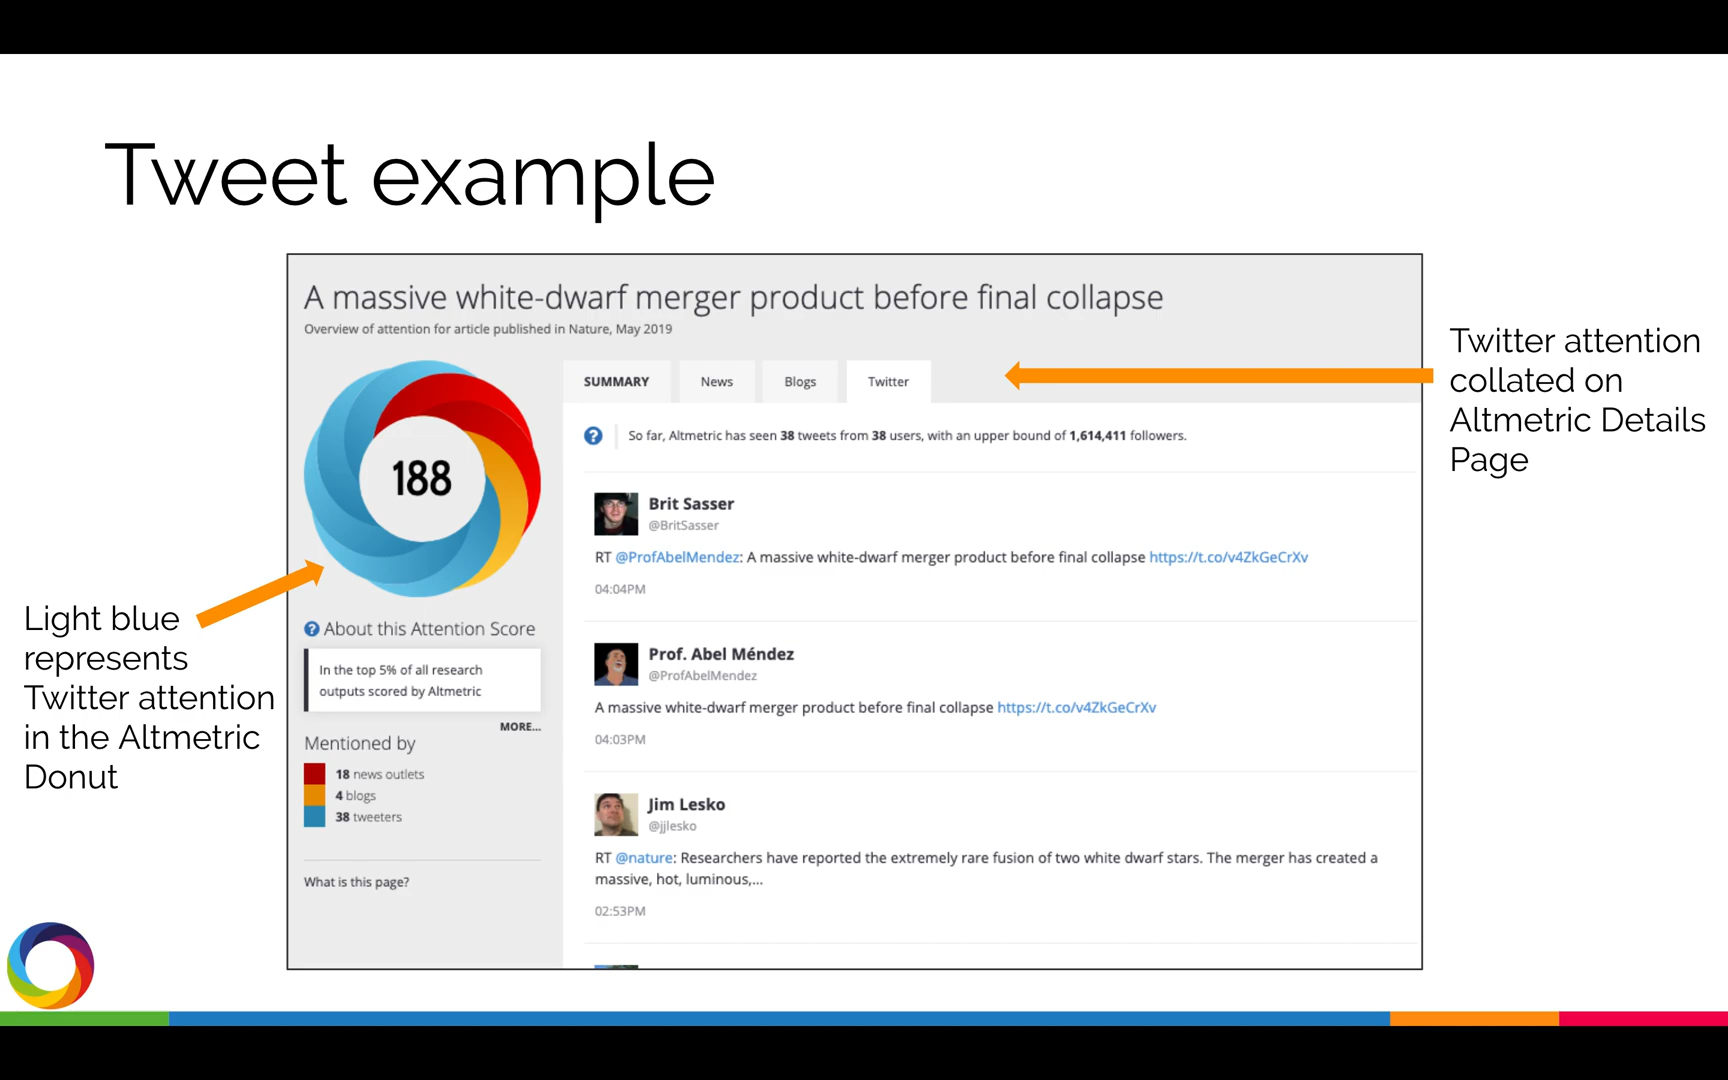 Tweet example
A massive white-dwarf merger product before final collapse
Overview of attention for article published in Nature, May 2019
188
? About this Attention Score
In the top 5% of all research
outputs scored by Altmetric
MORE...
Mentioned by
18 news outlets
4 blogs
38 tweeters
What is this page?
SUMMARY News Blogs Twitter
? So far, Altmetric has seen 38 tweets from 38 users, with an upper bound of 1,614,411 followers.
Brit Sasser
@BritSasser
RT @ProfAbelMendez: A massive white-dwarf merger product before final collapse https://t.co/v4ZkGeCrXv
04:04PM
Prof. Abel Méndez
@ProfAbelMendez
A massive white-dwarf merger product before final collapse https://t.co/v4ZkGeCrXv
04:03PM
Jim Lesko
@jjlesko
RT @nature: Researchers have reported the extremely rare fusion of two white dwarf stars. The merger has created a
massive, hot, luminous,...
02:53PM
Light blue
represents
Twitter attention
in the Altmetric
Donut
Twitter attention
collated on
Altmetric Details
Page